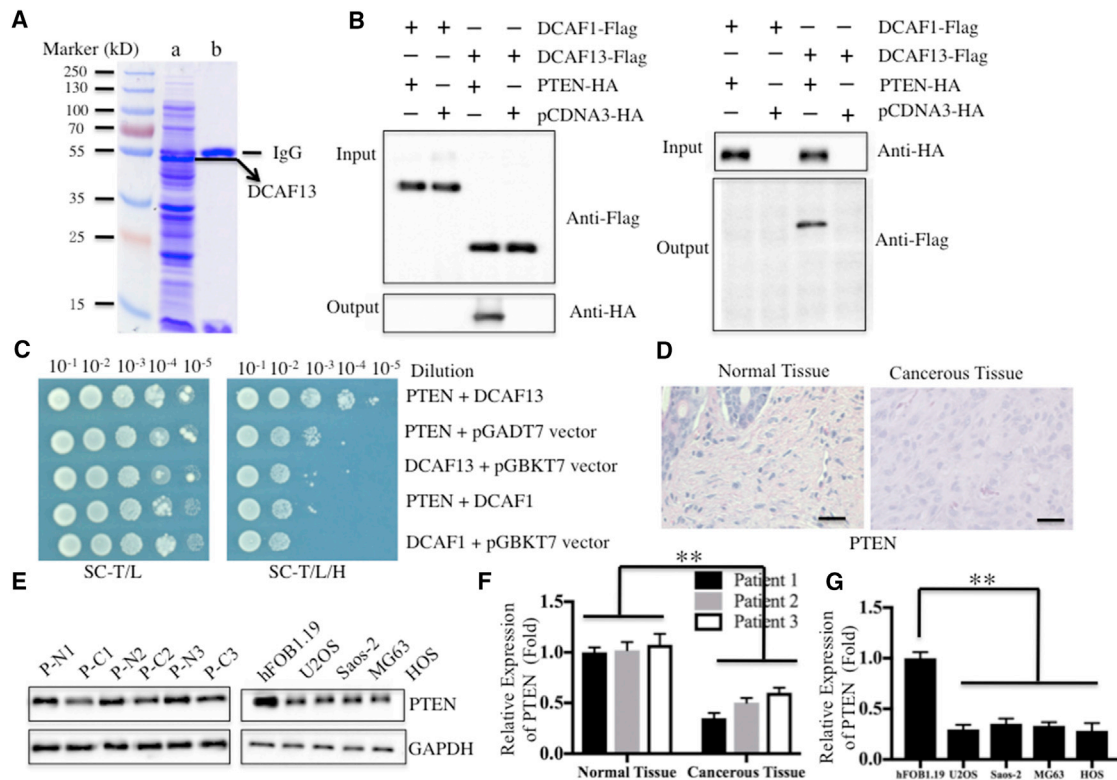 A
Marker (kD)
a
b
250
130
100
70
55
35
25
15
IgG
DCAF13
B
+ + − − DCAF1-Flag
− − + + DCAF13-Flag
+ − + − PTEN-HA
− + − + pCDNA3-HA
Input
Anti-Flag
Output
Anti-HA
+ + − − DCAF1-Flag
− − + + DCAF13-Flag
+ − + − PTEN-HA
− + − + pCDNA3-HA
Input
Anti-HA
Output
Anti-Flag
C
10-1 10-2 10-3 10-4 10-5
10-1 10-2 10-3 10-4 10-5
Dilution
PTEN + DCAF13
PTEN + pGADT7 vector
DCAF13 + pGBKT7 vector
PTEN + DCAF1
DCAF1 + pGBKT7 vector
SC-T/L
SC-T/L/H
D
Normal Tissue
Cancerous Tissue
PTEN
E
P-N1
P-C1
P-N2
P-C2
P-N3
P-C3
hFOB1.19
U2OS
Saos-2
MG63
HOS
PTEN
GAPDH
F
**
Patient 1
Patient 2
Patient 3
Relative Expression
of PTEN (Fold)
1.5
1.0
0.5
0.0
Normal Tissue
Cancerous Tissue
G
**
Relative Expression
of PTEN (Fold)
1.5
1.0
0.5
0.0
hFOB1.19 U2OS Saos-2 MG63 HOS